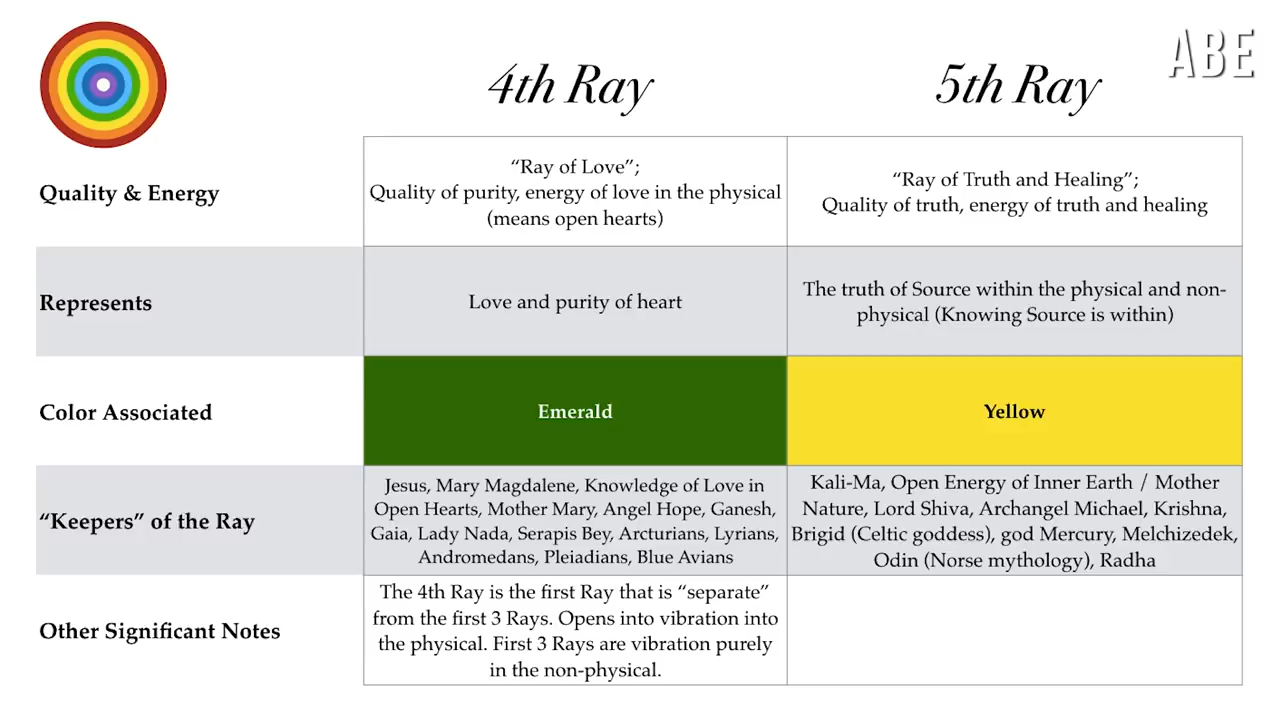 ABE
4th Ray
5th Ray
Quality & Energy
“Ray of Love”;
Quality of purity, energy of love in the physical
(means open hearts)
“Ray of Truth and Healing”;
Quality of truth, energy of truth and healing
Represents
Love and purity of heart
The truth of Source within the physical and non-
physical (Knowing Source is within)
Color Associated
Emerald
Yellow
“Keepers” of the Ray
Jesus, Mary Magdalene, Knowledge of Love in
Open Hearts, Mother Mary, Angel Hope, Ganesh,
Gaia, Lady Nada, Serapis Bey, Arcturians, Lyrians,
Andromedans, Pleiadians, Blue Avians
Kali-Ma, Open Energy of Inner Earth / Mother
Nature, Lord Shiva, Archangel Michael, Krishna,
Brigid (Celtic goddess), god Mercury, Melchizedek,
Odin (Norse mythology), Radha
Other Significant Notes
The 4th Ray is the first Ray that is “separate”
from the first 3 Rays. Opens into vibration into
the physical. First 3 Rays are vibration purely
in the non-physical.